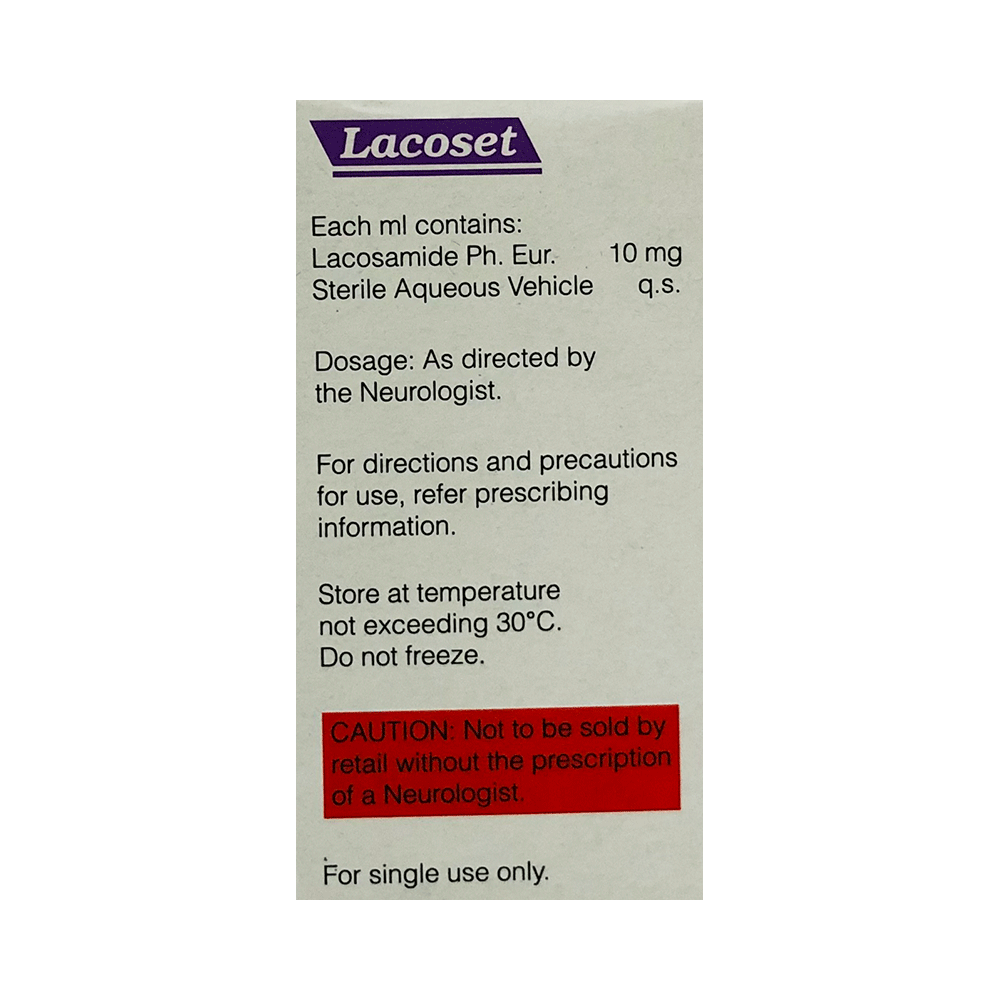 Lacoset
Each ml contains:
Lacosamide Ph. Eur. 10 mg
Sterile Aqueous Vehicle q.s.
Dosage: As directed by
the Neurologist.
For directions and precautions
for use, refer prescribing
information.
Store at temperature
not exceeding 30°C.
Do not freeze.
CAUTION: Not to be sold by
retail without the prescription
of a Neurologist.
For single use only.